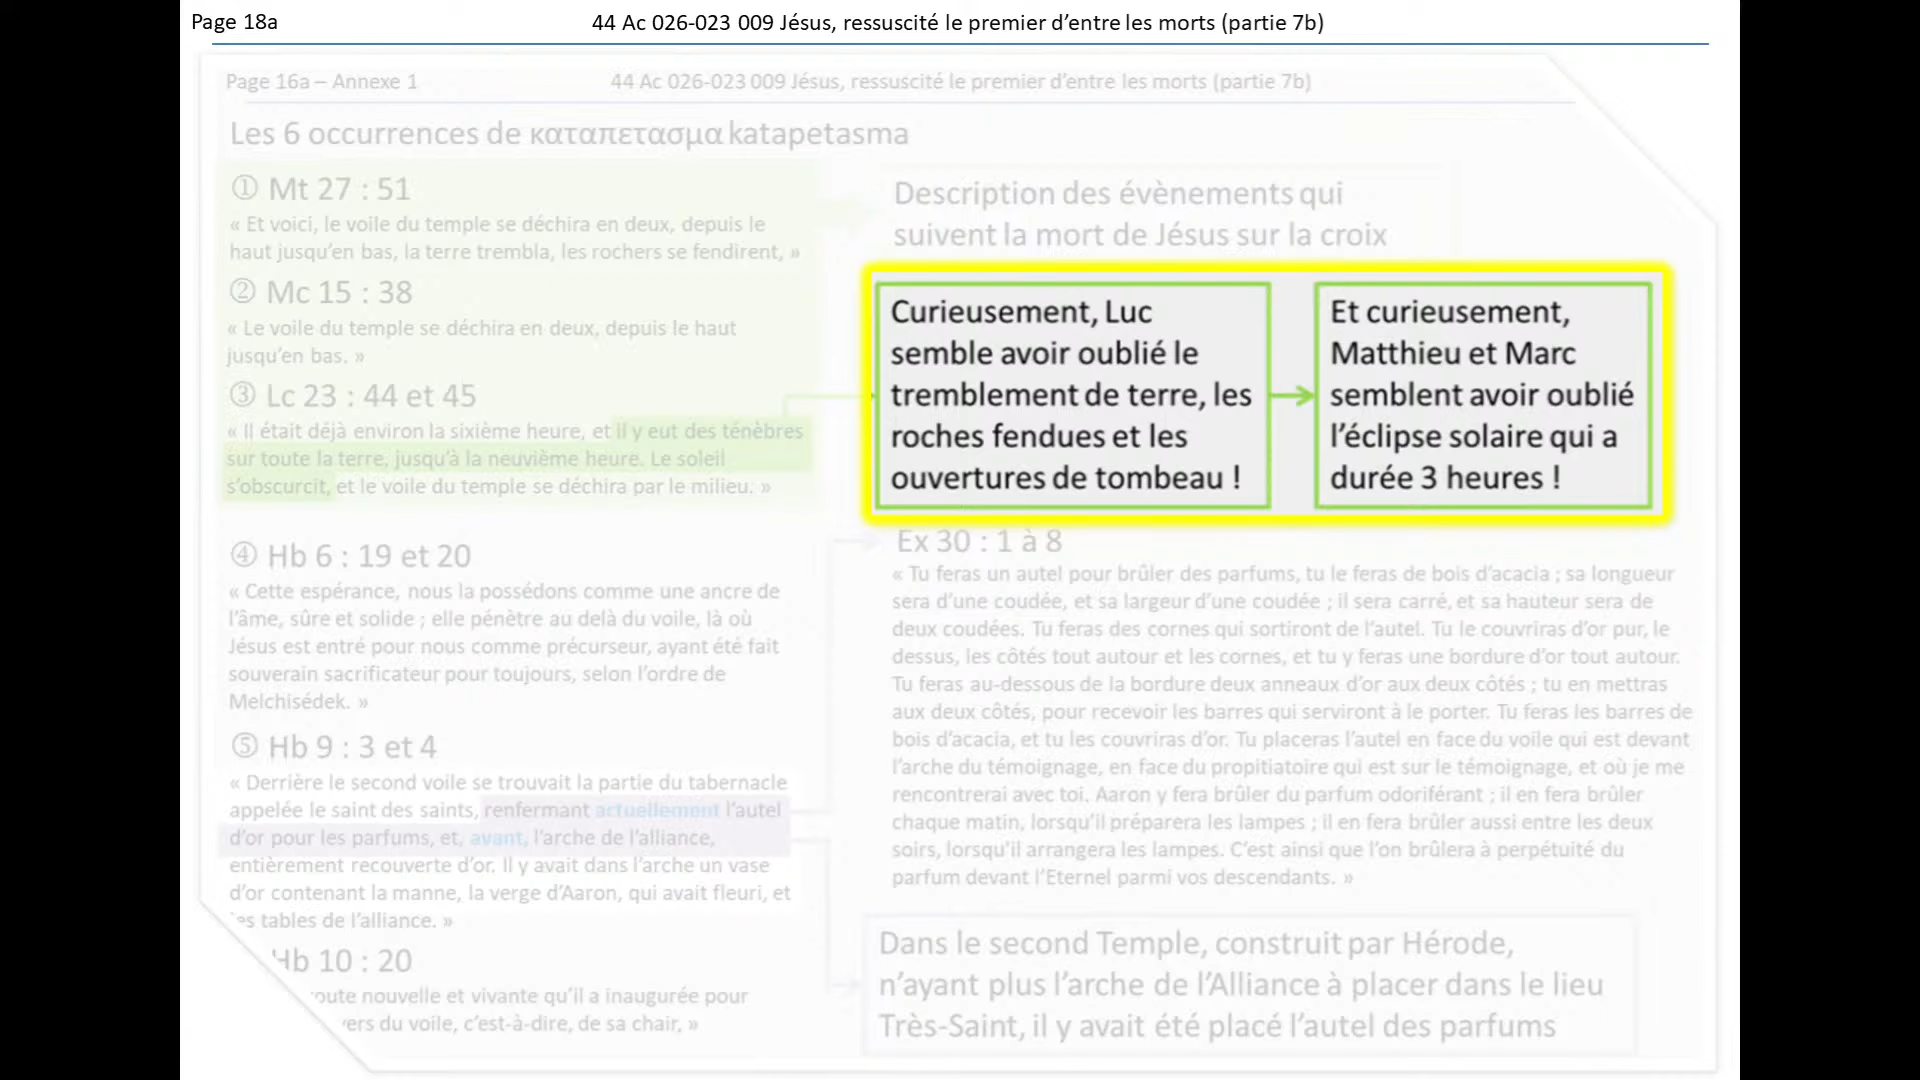 Page 18a
44 Ac 026-023 009 Jésus, ressuscité le premier d’entre les morts (partie 7b)
Page 16a – Annexe 1
44 Ac 026-023 009 Jésus, ressuscité le premier d’entre les morts (partie 7b)
Les 6 occurrences de καταπετασμα katapetasma
① Mt 27 : 51
« Et voici, le voile du temple se déchira en deux, depuis le
haut jusqu’en bas, la terre trembla, les rochers se fendirent, »
② Mc 15 : 38
« Le voile du temple se déchira en deux, depuis le haut
jusqu’en bas. »
③ Lc 23 : 44 et 45
« Il était déjà environ la sixième heure, et il y eut des ténèbres
sur toute la terre, jusqu’à la neuvième heure. Le soleil
s’obscurcit, et le voile du temple se déchira par le milieu. »
④ Hb 6 : 19 et 20
« Cette espérance, nous la possédons comme une ancre de
l’âme, sûre et solide ; elle pénètre au delà du voile, là où
Jésus est entré pour nous comme précurseur, ayant été fait
souverain sacrificateur pour toujours, selon l’ordre de
Melchisédek. »
⑤ Hb 9 : 3 et 4
« Derrière le second voile se trouvait la partie du tabernacle
appelée le saint des saints, renfermant actuellement l’autel
d’or pour les parfums, et, avant, l’arche de l’alliance,
entièrement recouverte d’or. Il y avait dans l’arche un vase
d’or contenant la manne, la verge d’Aaron, qui avait fleuri, et
les tables de l’alliance. »
Hb 10 : 20
route nouvelle et vivante qu’il a inaugurée pour
du voile, c’est-à-dire, de sa chair, »
Description des évènements qui
suivent la mort de Jésus sur la croix
Curieusement, Luc
semble avoir oublié le
tremblement de terre, les
roches fendues et les
ouvertures de tombeau !
Et curieusement,
Matthieu et Marc
semblent avoir oublié
l’éclipse solaire qui a
durée 3 heures !
Ex 30 : 1 à 8
« Tu feras un autel pour brûler des parfums, tu le feras de bois d’acacia ; sa longueur
sera d’une coudée, et sa largeur d’une coudée ; il sera carré, et sa hauteur sera de
deux coudées. Tu feras des cornes qui sortiront de l’autel. Tu le couvriras d’or pur, le
dessus, les côtés tout autour et les cornes, et tu y feras une bordure d’or tout autour.
Tu feras au-dessous de la bordure deux anneaux d’or aux deux côtés ; tu en mettras
aux deux côtés, pour recevoir les barres qui serviront à le porter. Tu feras les barres de
bois d’acacia, et tu les couvriras d’or. Tu placeras l’autel en face du voile qui est devant
l’arche du témoignage, en face du propitiatoire qui est sur le témoignage, et où je me
rencontrerai avec toi. Aaron y fera brûler du parfum odoriférant ; il en fera brûler
chaque matin, lorsqu’il préparera les lampes ; il en fera brûler aussi entre les deux
soirs, lorsqu’il arrangera les lampes. C’est ainsi que l’on brûlera à perpétuité du
parfum devant l’Eternel parmi vos descendants. »
Dans le second Temple, construit par Hérode,
n’ayant plus l’arche de l’Alliance à placer dans le lieu
Très-Saint, il y avait été placé l’autel des parfums